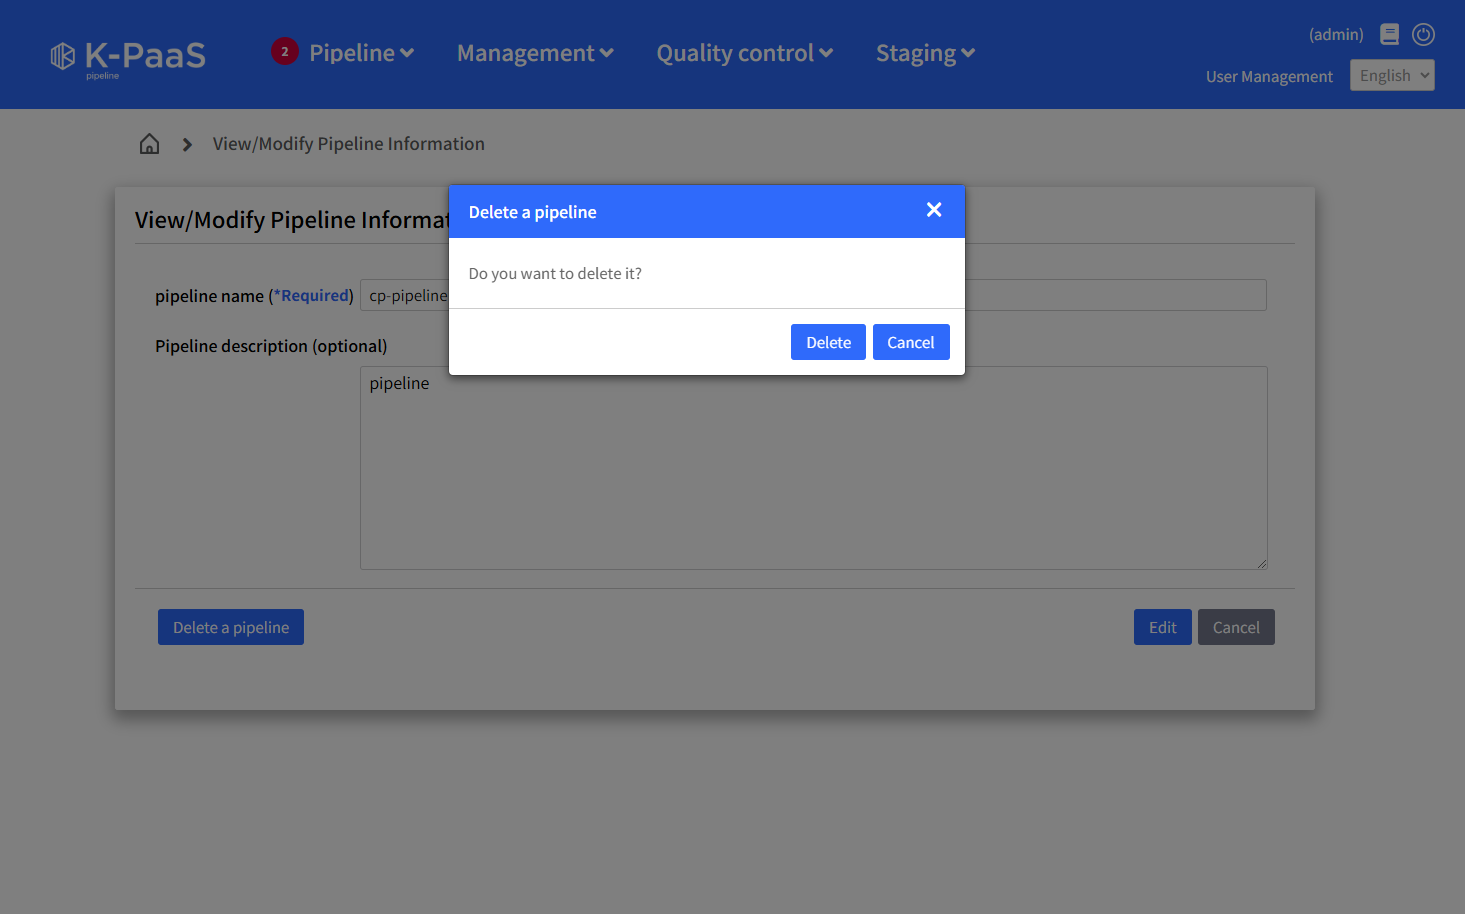 K-PaaS
pipeline
2
Pipeline
Management
Quality control
Staging
(admin)
User Management
English
View/Modify Pipeline Information
View/Modify Pipeline Informat
Delete a pipeline
Do you want to delete it?
Delete
Cancel
pipeline name (*Required)
cp-pipeline
Pipeline description (optional)
pipeline
Delete a pipeline
Edit
Cancel